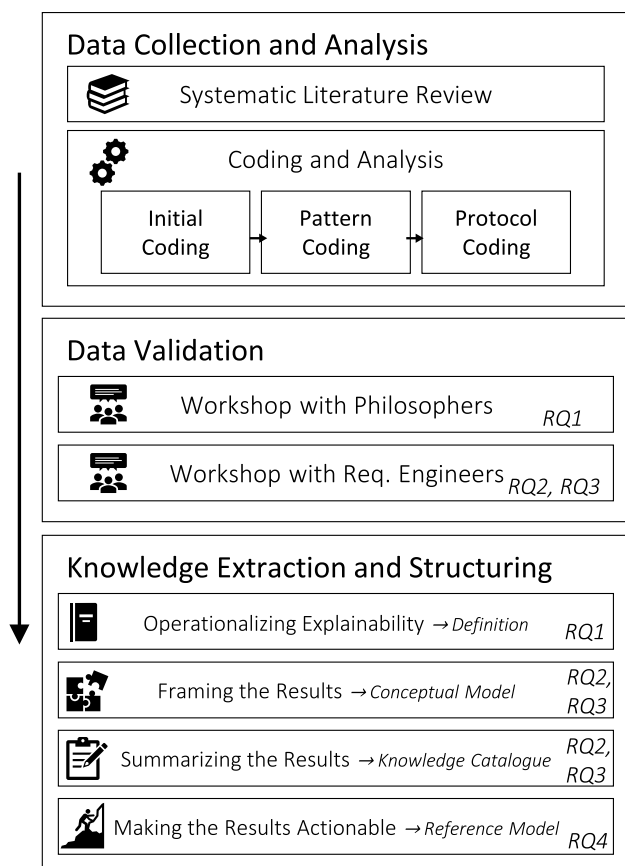 Data Collection and Analysis
Systematic Literature Review
Coding and Analysis
Initial
Coding
Pattern
Coding
Protocol
Coding
Data Validation
Workshop with Philosophers RQ1
Workshop with Req. Engineers RQ2, RQ3
Knowledge Extraction and Structuring
Operationalizing Explainability → Definition RQ1
Framing the Results → Conceptual Model RQ2,
RQ3
Summarizing the Results → Knowledge Catalogue RQ2,
RQ3
Making the Results Actionable → Reference Model RQ4